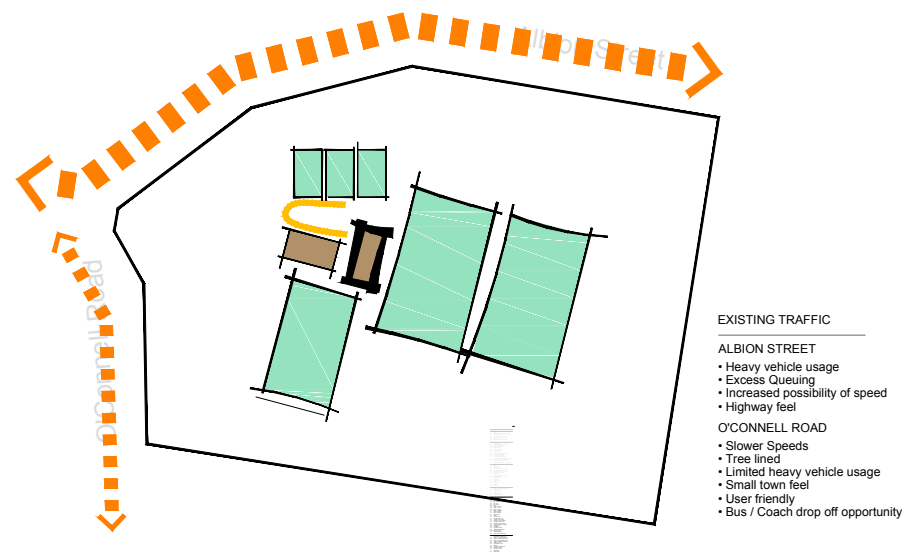 Albion Street
O'Connell Road
EXISTING TRAFFIC
ALBION STREET
• Heavy vehicle usage
• Excess Queuing
• Increased possibility of speed
• Highway feel
O'CONNELL ROAD
• Slower Speeds
• Tree lined
• Limited heavy vehicle usage
• Small town feel
• User friendly
• Bus / Coach drop off opportunity